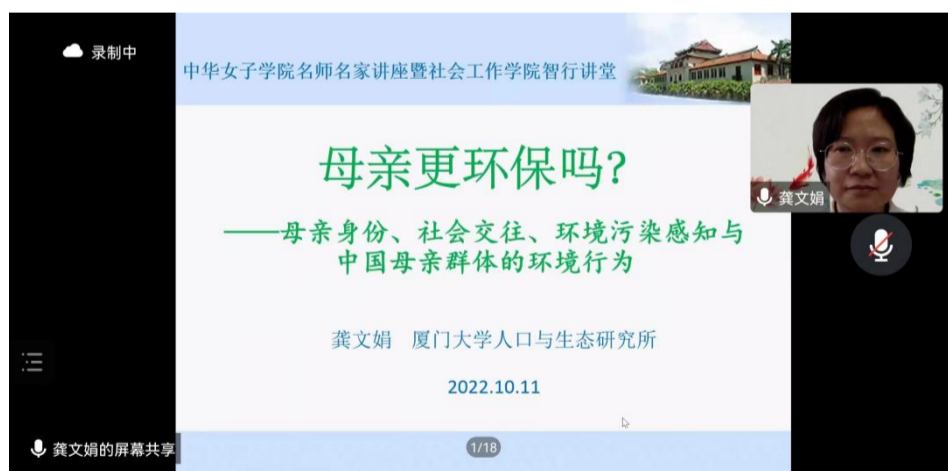 录制中
中华女子学院名师名家讲座暨社会工作学院智行讲堂
母亲更环保吗?
——母亲身份、社会交往、环境污染感知与
中国母亲群体的环境行为
龚文娟
龚文娟 厦门大学人口与生态研究所
2022.10.11
龚文娟的屏幕共享
1/18